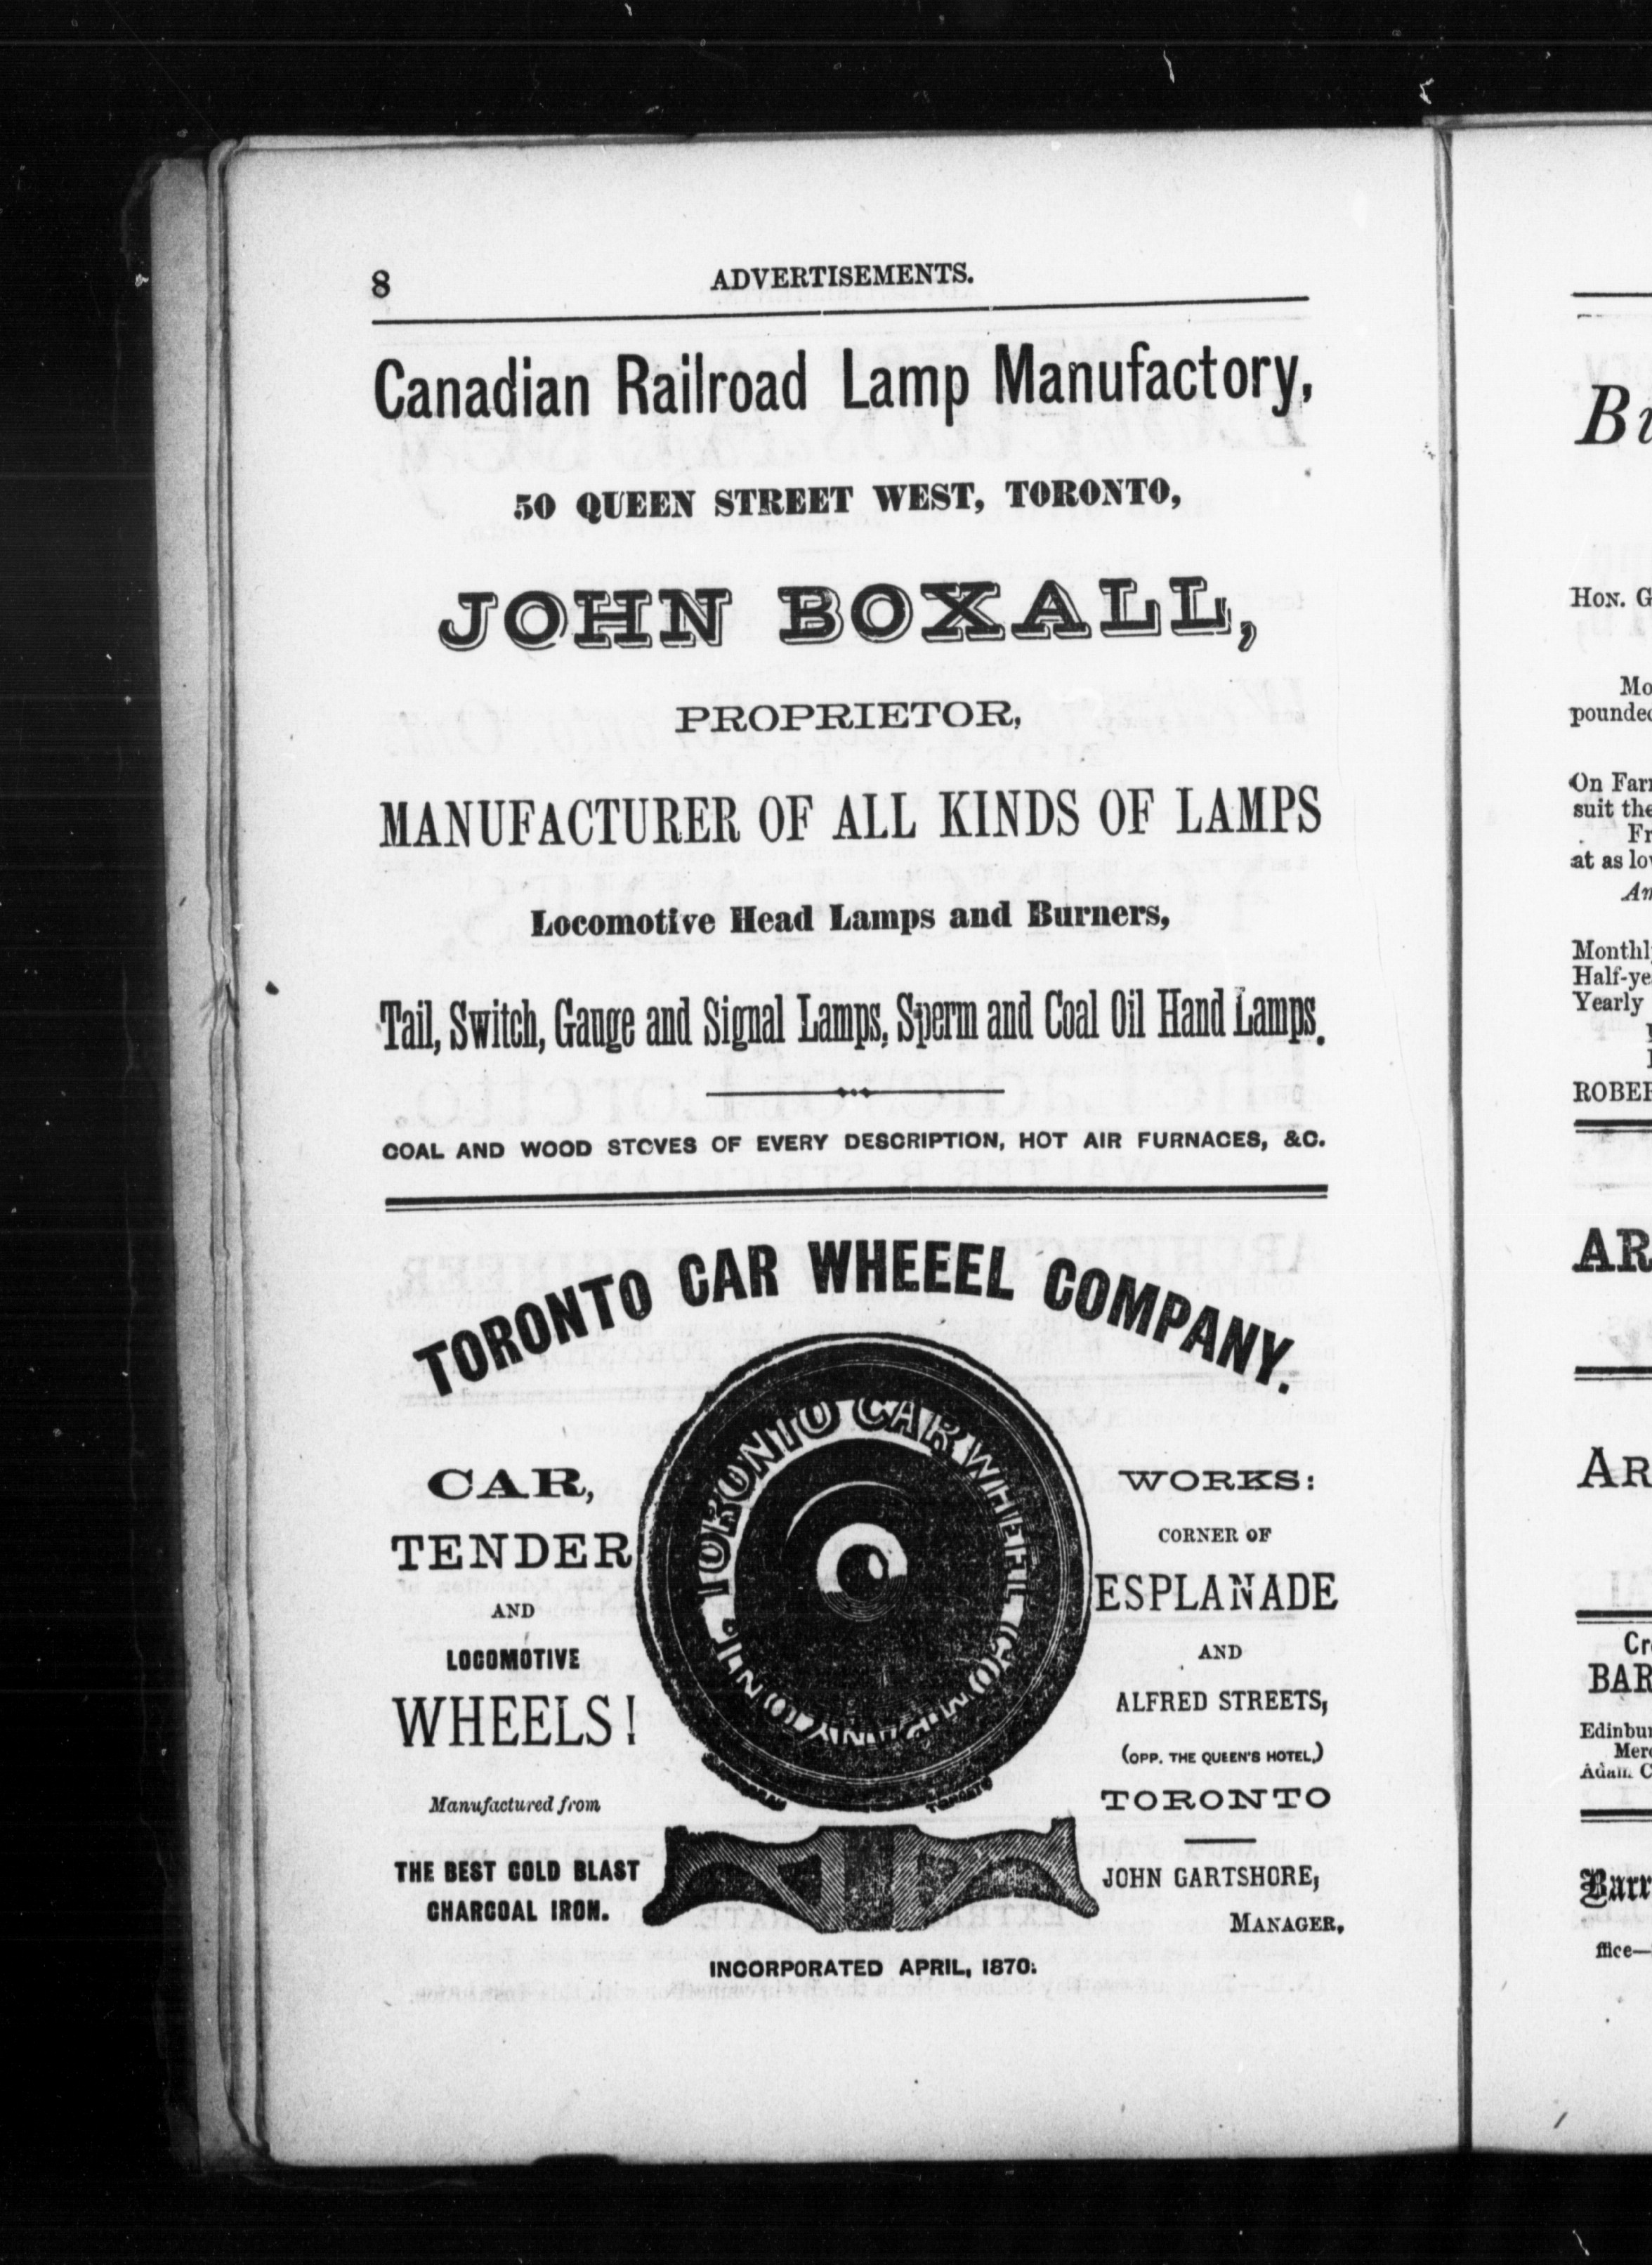 8
ADVERTISEMENTS.
Canadian Railroad Lamp Manufactory,
50 QUEEN STREET WEST, TORONTO,
JOHN BOXALL,
PROPRIETOR,
MANUFACTURER OF ALL KINDS OF LAMPS
Locomotive Head Lamps and Burners,
Tail, Switch, Gauge and Signal Lamps, Sperm and Coal Oil Hand Lamps.
COAL AND WOOD STOVES OF EVERY DESCRIPTION, HOT AIR FURNACES, &C.
TORONTO CAR WHEEEL COMPANY.
CAR,
TENDER
AND
LOCOMOTIVE
WHEELS!
Manufactured from
THE BEST COLD BLAST
CHARCOAL IRON.
TORONTO CAR WHEEL COMPANY ONT.
TORONTO
WORKS:
CORNER OF
ESPLANADE
AND
ALFRED STREETS,
(OPP. THE QUEEN'S HOTEL,)
TORONTO
JOHN GARTSHORE,
MANAGER,
INCORPORATED APRIL, 1870.
HON. G
Mo
pounded
On Far
suit the
Fr
at as lo
An
Monthl
Half-ye
Yearly
ROBE
AR
AR
Cr
BAR
Edinbu
Mer
Adam C
Barr
ffice—